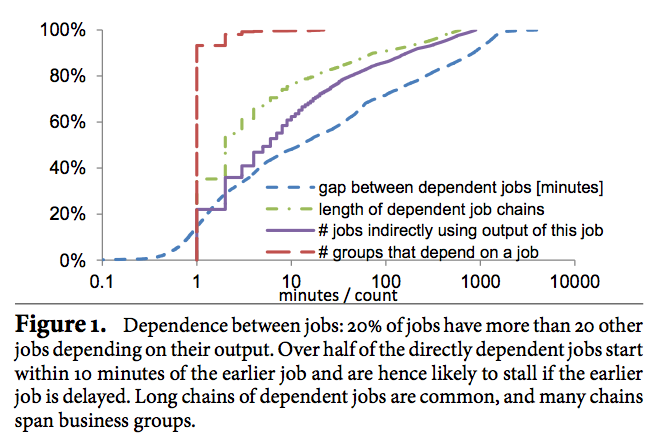 100%
80%
60%
40%
20%
0%
gap between dependent jobs [minutes]
length of dependent job chains
# jobs indirectly using output of this job
# groups that depend on a job
0.1 1 10 100 1000 10000
minutes / count
Figure 1. Dependence between jobs: 20% of jobs have more than 20 other
jobs depending on their output. Over half of the directly dependent jobs start
within 10 minutes of the earlier job and are hence likely to stall if the earlier
job is delayed. Long chains of dependent jobs are common, and many chains
span business groups.